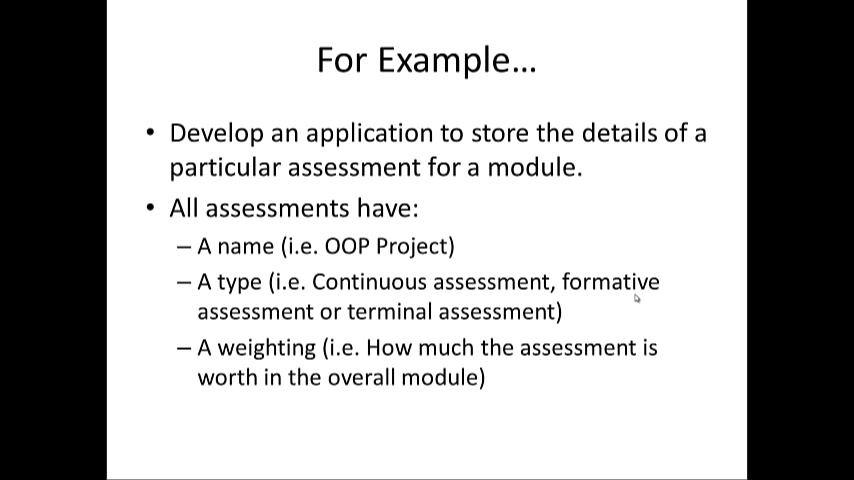 For Example...
• Develop an application to store the details of a
particular assessment for a module.
• All assessments have:
– A name (i.e. OOP Project)
– A type (i.e. Continuous assessment, formative
assessment or terminal assessment)
– A weighting (i.e. How much the assessment is
worth in the overall module)